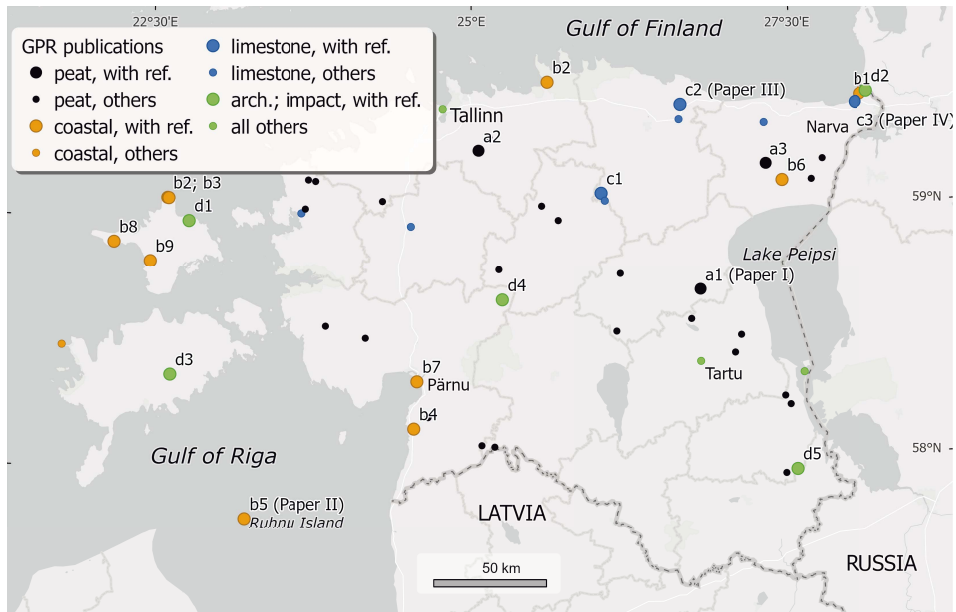 22°30'E
25°E
27°30'E
Gulf of Finland
GPR publications
peat, with ref.
peat, others
coastal, with ref.
coastal, others
limestone, with ref.
limestone, others
arch.; impact, with ref.
all others
b2
b1
d2
c2 (Paper III)
Tallinn
Narva
c3 (Paper IV)
a2
a3
b6
b2; b3
c1
59°N
d1
b8
b9
Lake Peipsi
a1 (Paper I)
d4
d3
b7
Pärnu
Tartu
b4
58°N
Gulf of Riga
d5
b5 (Paper II)
Ruhnu Island
LATVIA
50 km
RUSSIA